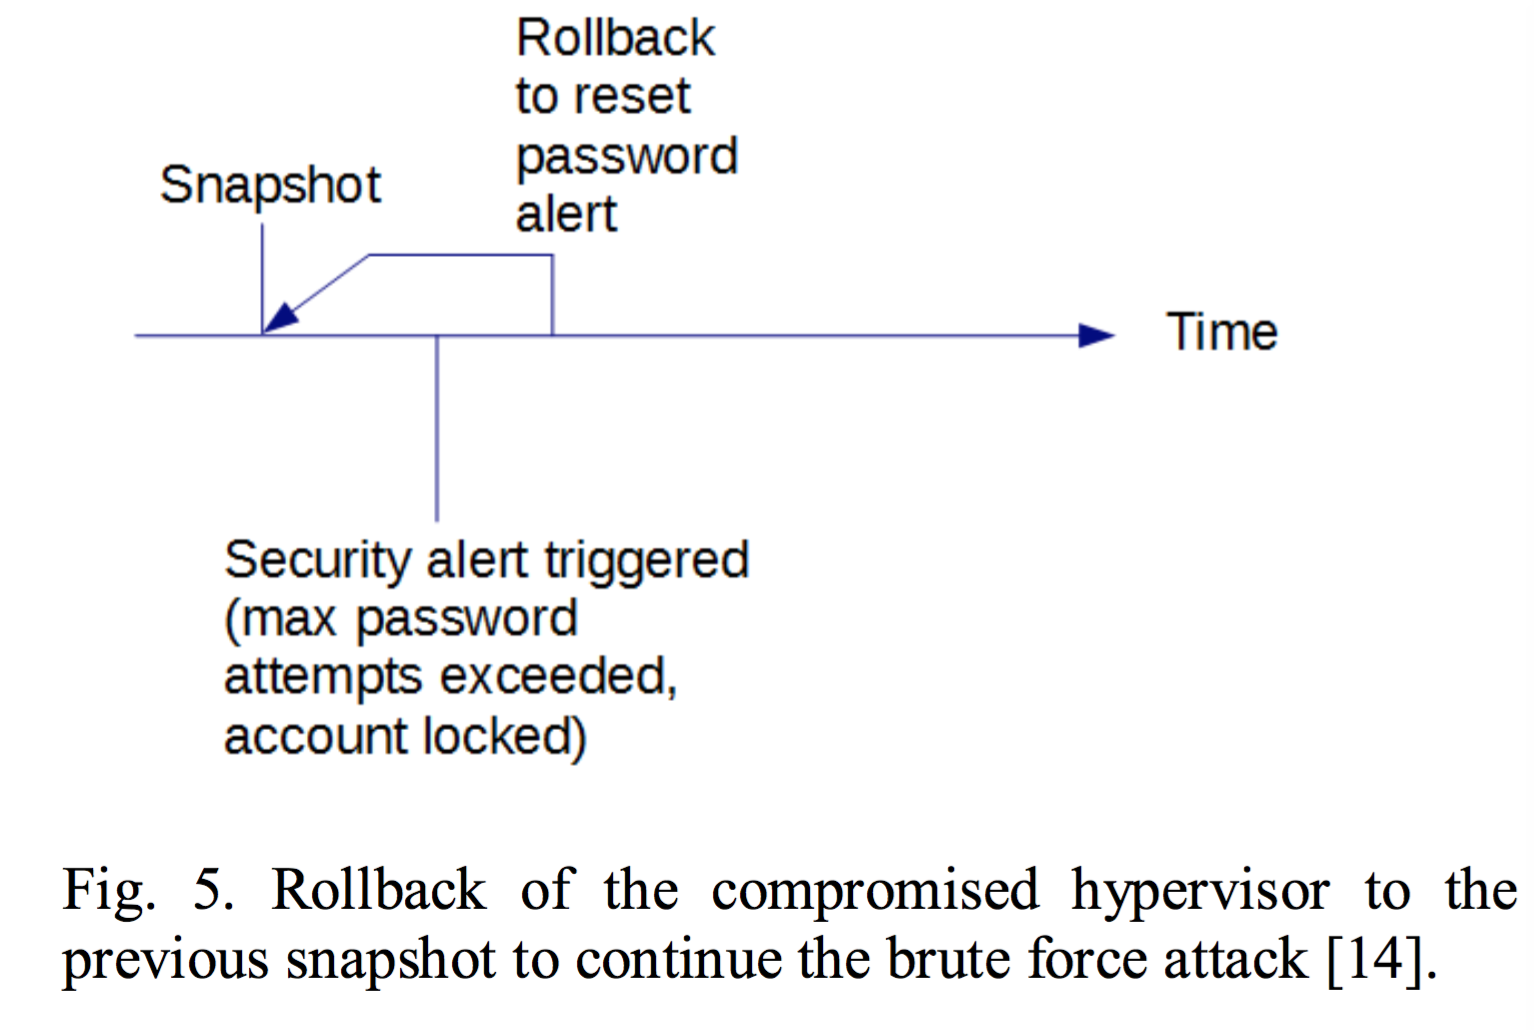 Rollback
to reset
password
alert
Snapshot
Time
Security alert triggered
(max password
attempts exceeded,
account locked)
Fig. 5. Rollback of the compromised hypervisor to the
previous snapshot to continue the brute force attack [14].